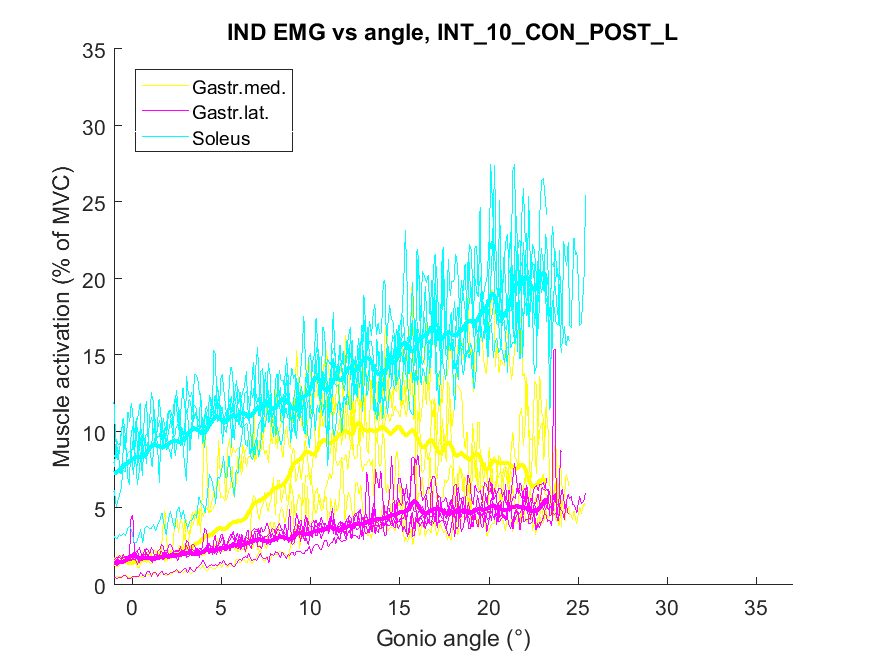 IND EMG vs angle, INT_10_CON_POST_L
35
30
25
20
15
10
5
0
Muscle activation (% of MVC)
Gastr.med.
Gastr.lat.
Soleus
0 5 10 15 20 25 30 35
Gonio angle (°)